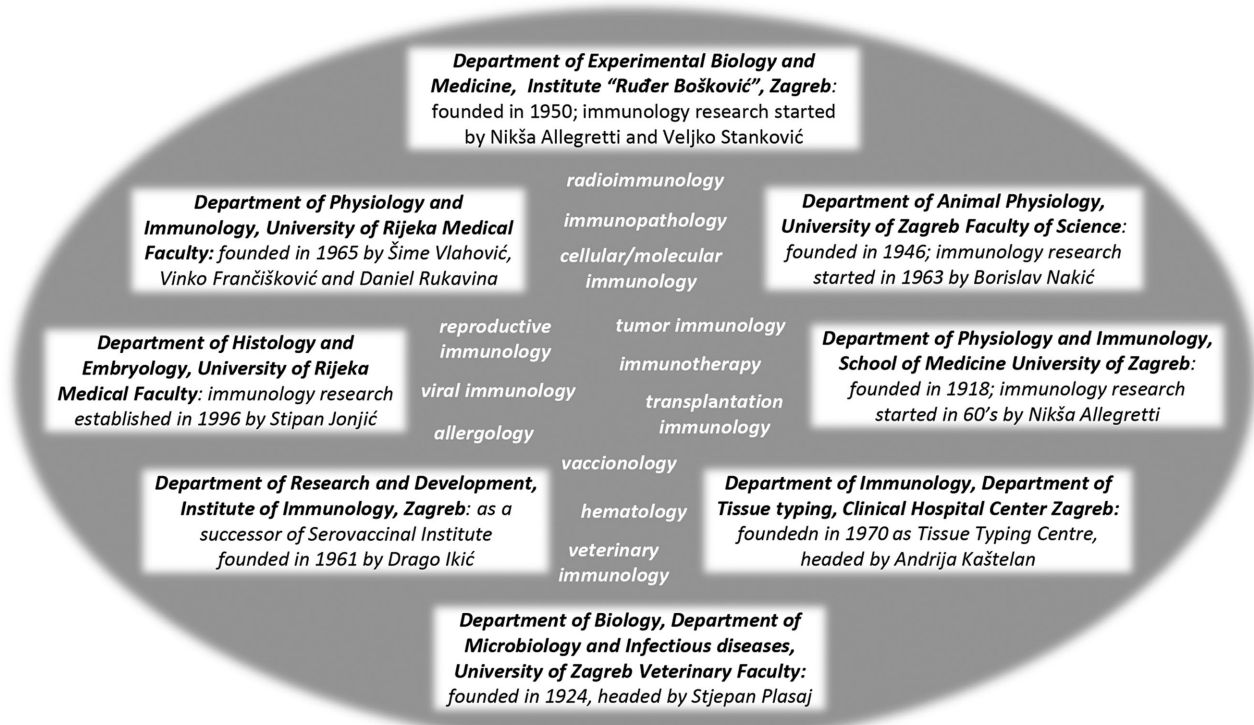 Department of Experimental Biology and
Medicine, Institute “Ruđer Bošković”, Zagreb:
founded in 1950; immunology research started
by Nikša Allegretti and Veljko Stanković
radioimmunology
immunopathology
cellular/molecular
immunology
Department of Physiology and
Immunology, University of Rijeka Medical
Faculty: founded in 1965 by Šime Vlahović,
Vinko Frančišković and Daniel Rukavina
Department of Animal Physiology,
University of Zagreb Faculty of Science:
founded in 1946; immunology research
started in 1963 by Borislav Nakić
Department of Histology and
Embryology, University of Rijeka
Medical Faculty: immunology research
established in 1996 by Stipan Jonjić
reproductive
immunology
viral immunology
allergology
tumor immunology
immunotherapy
transplantation
immunology
Department of Physiology and Immunology,
School of Medicine University of Zagreb:
founded in 1918; immunology research
started in 60’s by Nikša Allegretti
vaccionology
hematology
veterinary
immunology
Department of Research and Development,
Institute of Immunology, Zagreb: as a
successor of Serovaccinal Institute
founded in 1961 by Drago Ikić
Department of Immunology, Department of
Tissue typing, Clinical Hospital Center Zagreb:
foundedn in 1970 as Tissue Typing Centre,
headed by Andrija Kaštelan
Department of Biology, Department of
Microbiology and Infectious diseases,
University of Zagreb Veterinary Faculty:
founded in 1924, headed by Stjepan Plasaj